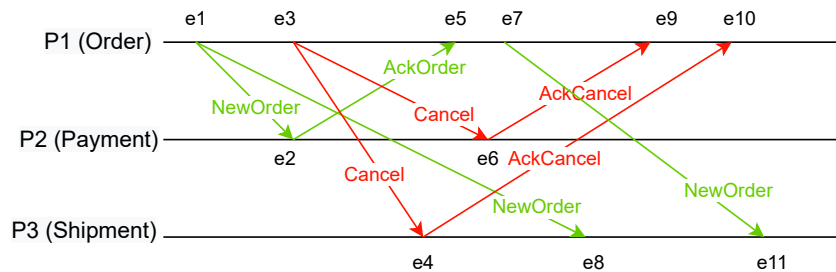 e1 e3 e5 e7 e9 e10
P1 (Order)
AckOrder
AckCancel
NewOrder
Cancel
P2 (Payment)
e2 e6
AckCancel
Cancel
NewOrder
NewOrder
P3 (Shipment)
e4 e8 e11